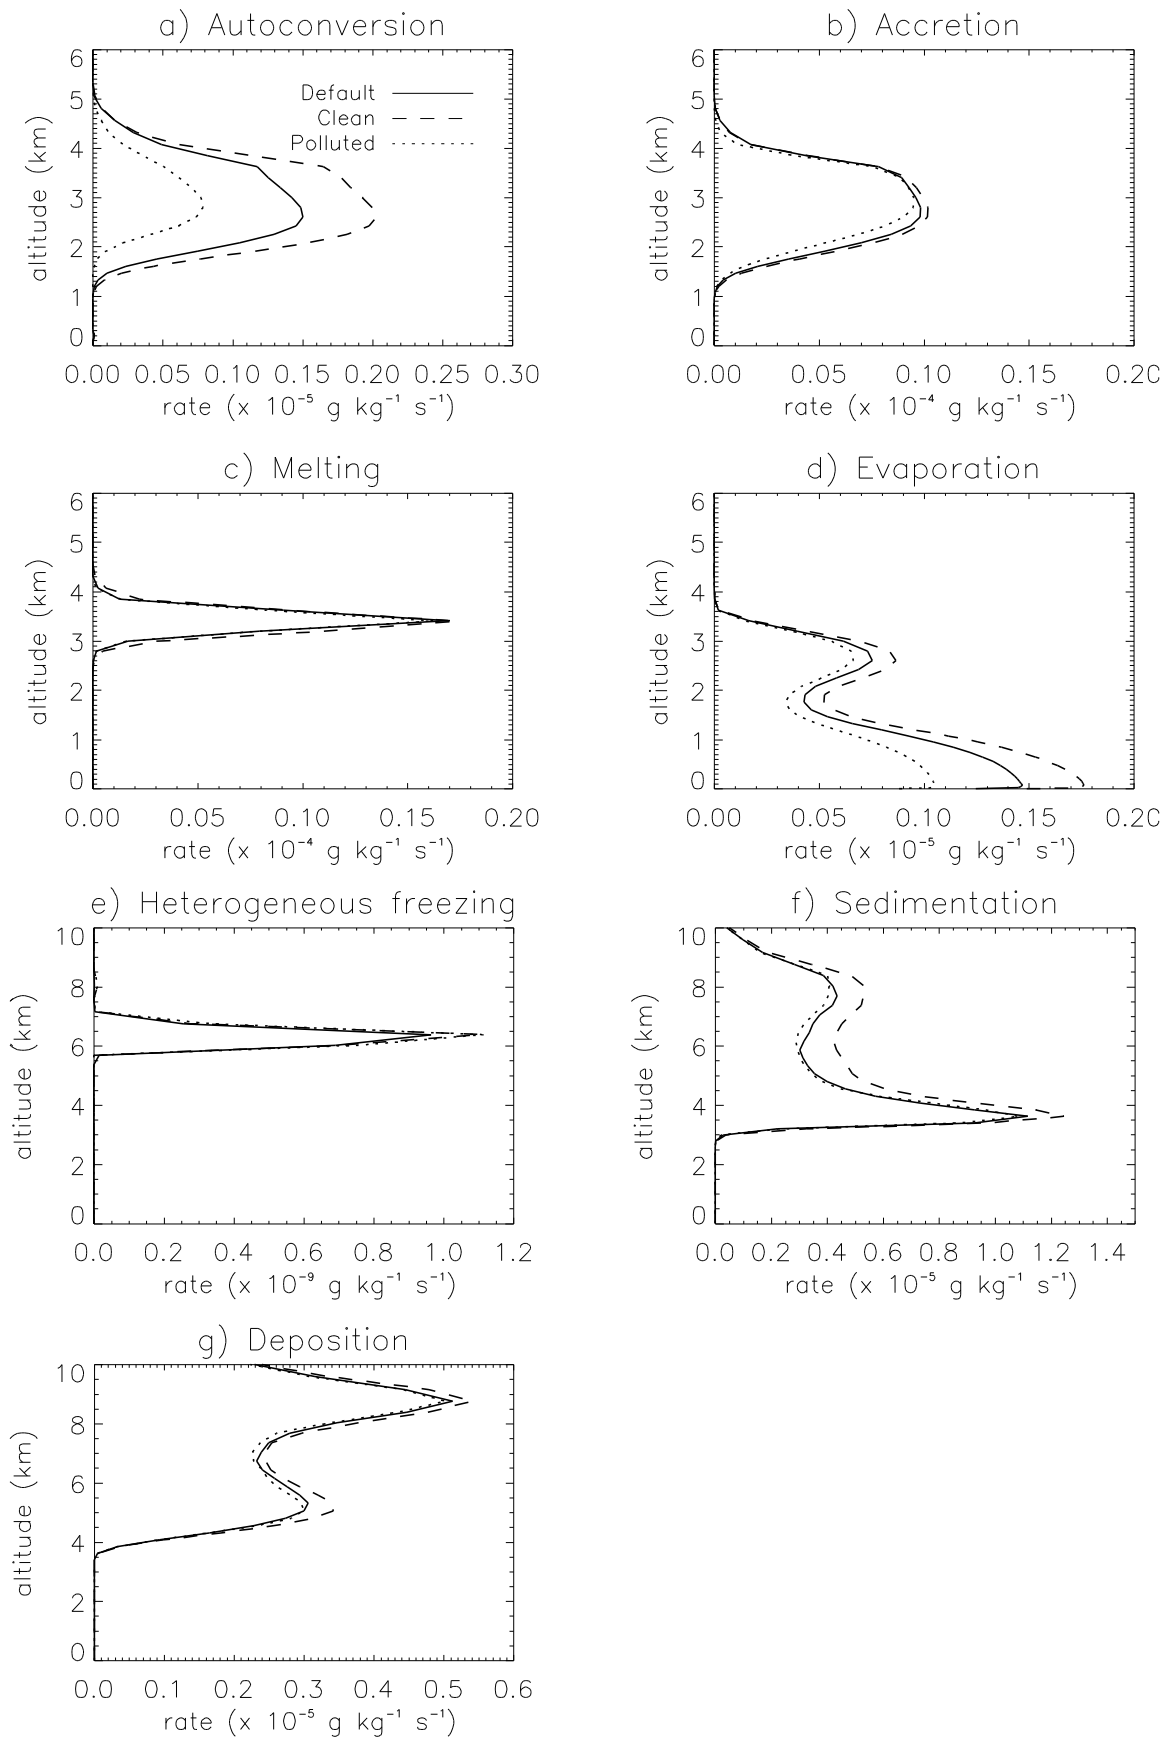 a) Autoconversion
6
5
4
3
2
1
0
altitude (km)
Default
Clean
Polluted
0.00 0.05 0.10 0.15 0.20 0.25 0.30
rate (x 10⁻⁵ g kg⁻¹ s⁻¹)
b) Accretion
6
5
4
3
2
1
0
altitude (km)
0.00 0.05 0.10 0.15 0.20
rate (x 10⁻⁴ g kg⁻¹ s⁻¹)
c) Melting
6
5
4
3
2
1
0
altitude (km)
0.00 0.05 0.10 0.15 0.20
rate (x 10⁻⁴ g kg⁻¹ s⁻¹)
d) Evaporation
6
5
4
3
2
1
0
altitude (km)
0.00 0.05 0.10 0.15 0.20
rate (x 10⁻⁵ g kg⁻¹ s⁻¹)
e) Heterogeneous freezing
10
8
6
4
2
0
altitude (km)
0.0 0.2 0.4 0.6 0.8 1.0 1.2
rate (x 10⁻⁹ g kg⁻¹ s⁻¹)
f) Sedimentation
10
8
6
4
2
0
altitude (km)
0.0 0.2 0.4 0.6 0.8 1.0 1.2 1.4
rate (x 10⁻⁵ g kg⁻¹ s⁻¹)
g) Deposition
10
8
6
4
2
0
altitude (km)
0.0 0.1 0.2 0.3 0.4 0.5 0.6
rate (x 10⁻⁵ g kg⁻¹ s⁻¹)